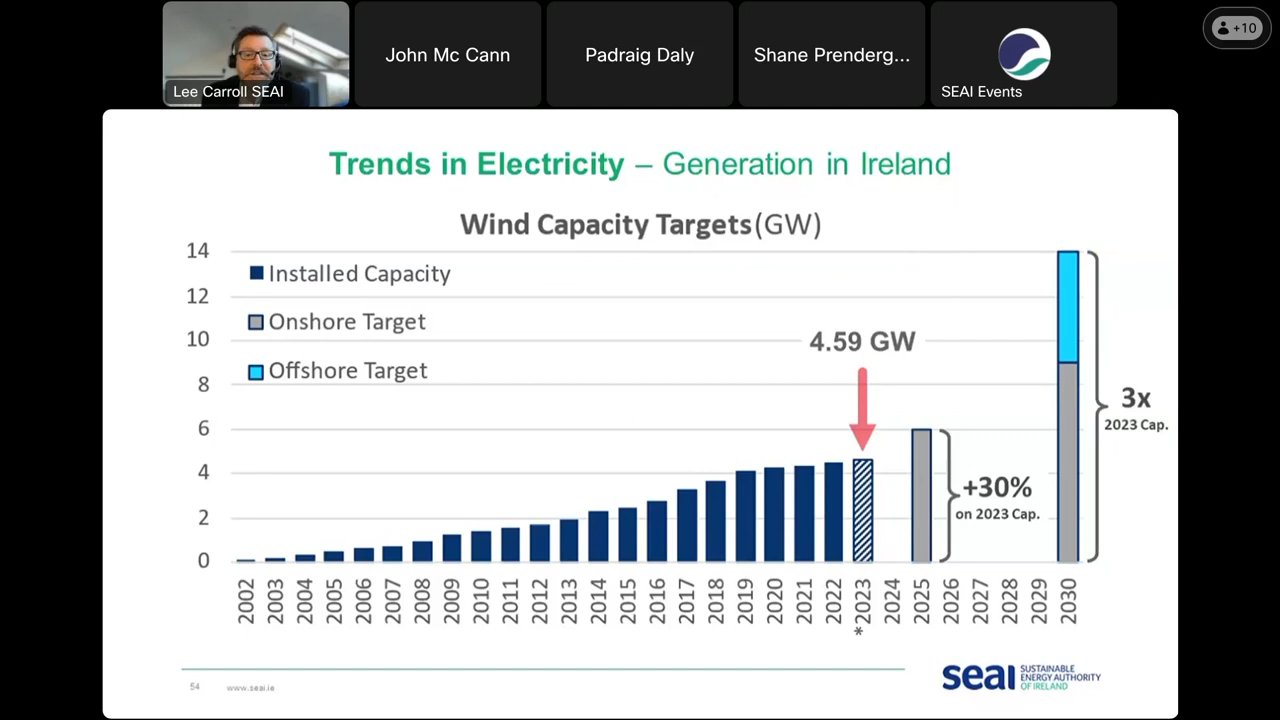 John Mc Cann
Padraig Daly
Shane Prenderg...
+10
Lee Carroll SEAI
SEAI Events
Trends in Electricity – Generation in Ireland
Wind Capacity Targets (GW)
14
12
10
8
6
4
2
0
Installed Capacity
Onshore Target
Offshore Target
4.59 GW
+30%
on 2023 Cap.
3x
2023 Cap.
2002
2003
2004
2005
2006
2007
2008
2009
2010
2011
2012
2013
2014
2015
2016
2017
2018
2019
2020
2021
2022
*2023
2024
2025
2026
2027
2028
2029
2030
54
www.seai.ie
seai
SUSTAINABLE
ENERGY AUTHORITY
OF IRELAND